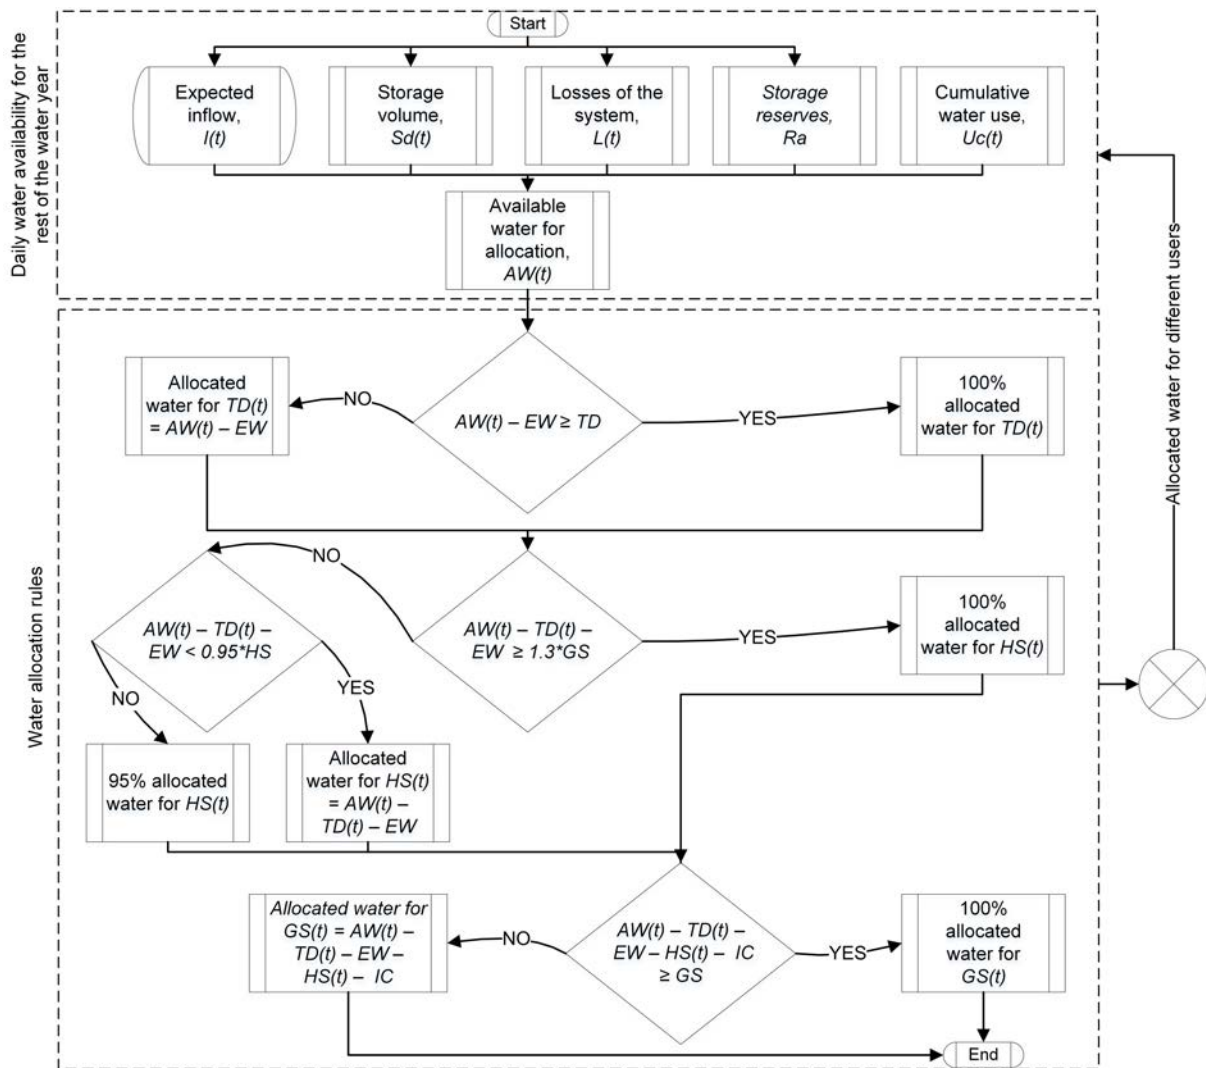 Daily water availability for the
rest of the water year
Start
Expected
inflow,
I(t)
Storage
volume,
Sd(t)
Losses of the
system,
L(t)
Storage
reserves,
Ra
Cumulative
water use,
Uc(t)
Available
water for
allocation,
AW(t)
Allocated water for different users
Water allocation rules
Allocated
water for TD(t)
= AW(t) – EW
NO
AW(t) – EW ≥ TD
YES
100%
allocated
water for TD(t)
NO
AW(t) – TD(t) –
EW < 0.95*HS
AW(t) – TD(t) –
EW ≥ 1.3*GS
YES
100%
allocated
water for HS(t)
NO
YES
95% allocated
water for HS(t)
Allocated
water for HS(t)
= AW(t) –
TD(t) – EW
Allocated water for
GS(t) = AW(t) –
TD(t) – EW –
HS(t) – IC
NO
AW(t) – TD(t) –
EW – HS(t) – IC
≥ GS
YES
100%
allocated
water for
GS(t)
End